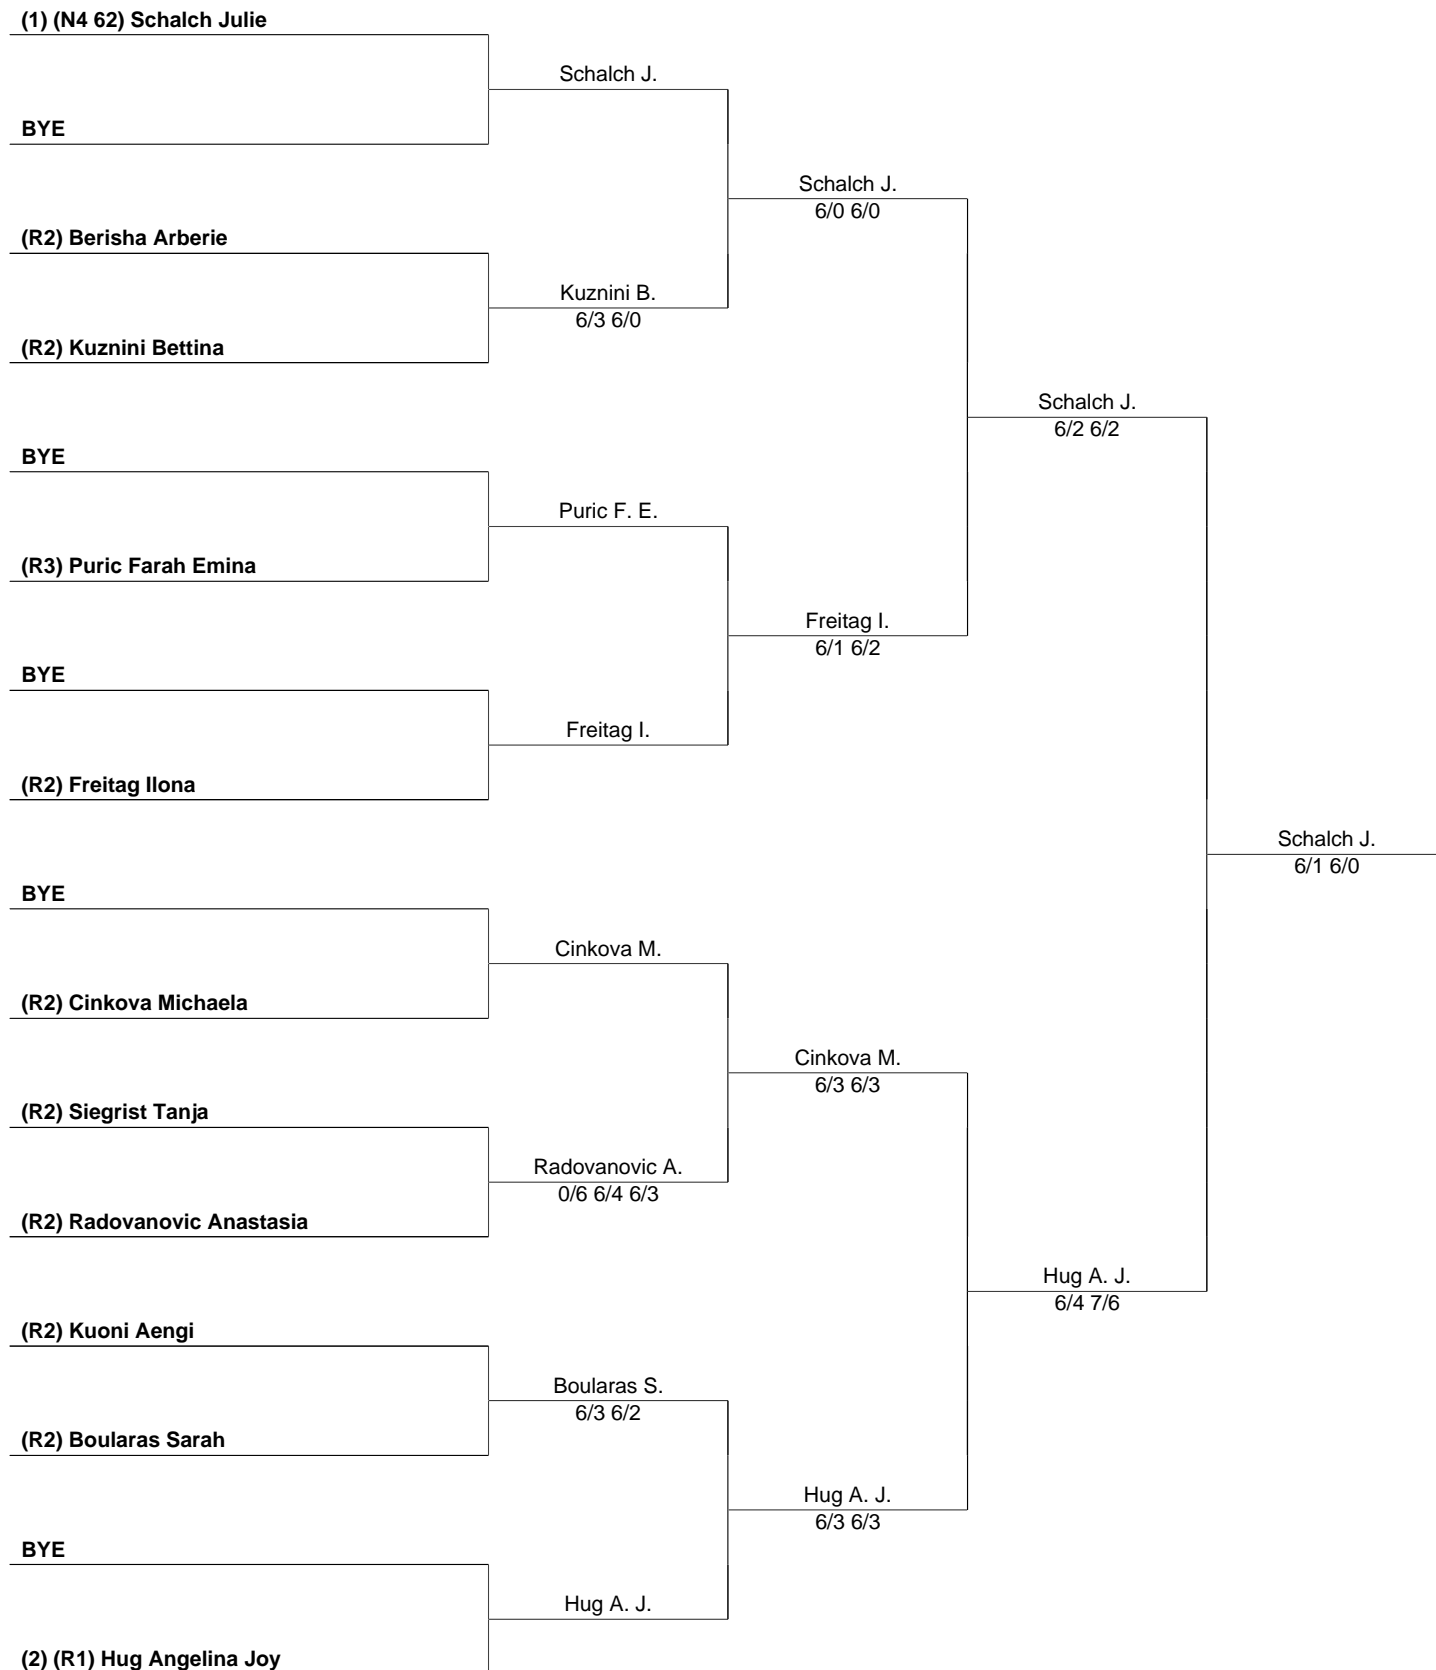 (1) (N4 62) Schalch Julie
Schalch J.
BYE
Schalch J.
6/0 6/0
(R2) Berisha Arberie
Kuznini B.
6/3 6/0
(R2) Kuznini Bettina
Schalch J.
6/2 6/2
BYE
Puric F. E.
(R3) Puric Farah Emina
Freitag I.
6/1 6/2
BYE
Freitag I.
(R2) Freitag Ilona
Schalch J.
6/1 6/0
BYE
Cinkova M.
(R2) Cinkova Michaela
Cinkova M.
6/3 6/3
(R2) Siegrist Tanja
Radovanovic A.
0/6 6/4 6/3
(R2) Radovanovic Anastasia
Hug A. J.
6/4 7/6
(R2) Kuoni Aengi
Boularas S.
6/3 6/2
(R2) Boularas Sarah
Hug A. J.
6/3 6/3
BYE
Hug A. J.
(2) (R1) Hug Angelina Joy